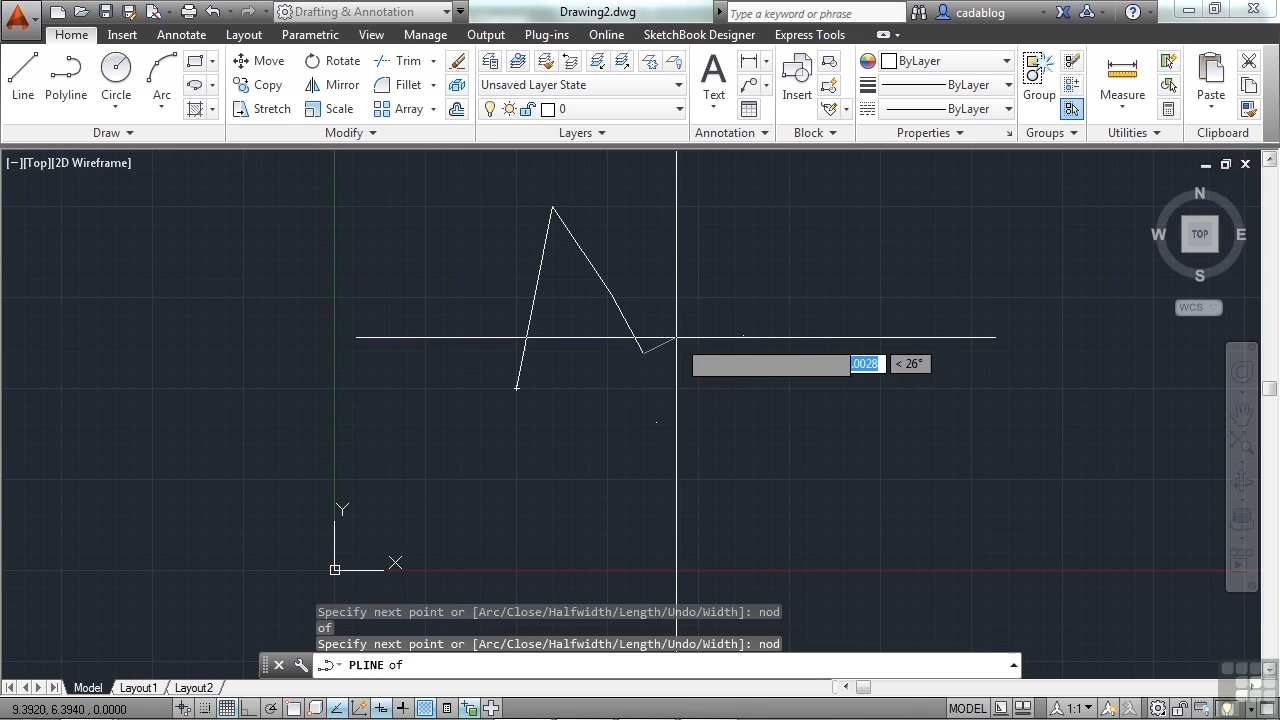 Drafting & Annotation
Drawing2.dwg
Type a keyword or phrase
cadablog
Home Insert Annotate Layout Parametric View Manage Output Plug-ins Online SketchBook Designer Express Tools
Line Polyline Circle Arc
Move Rotate Trim
Copy Mirror Fillet
Stretch Scale Array
Unsaved Layer State
0
Text
Insert
ByLayer
ByLayer
ByLayer
Group
Measure
Paste
Draw Modify Layers Annotation Block Properties Groups Utilities Clipboard
[−][Top][2D Wireframe]
N
W TOP E
S
WCS
.0028 < 26°
Y
X
Specify next point or [Arc/Close/Halfwidth/Length/Undo/Width]: nod
of
Specify next point or [Arc/Close/Halfwidth/Length/Undo/Width]: nod
PLINE of
Model Layout1 Layout2
9.3920, 6.3940 , 0.0000
MODEL
1:1